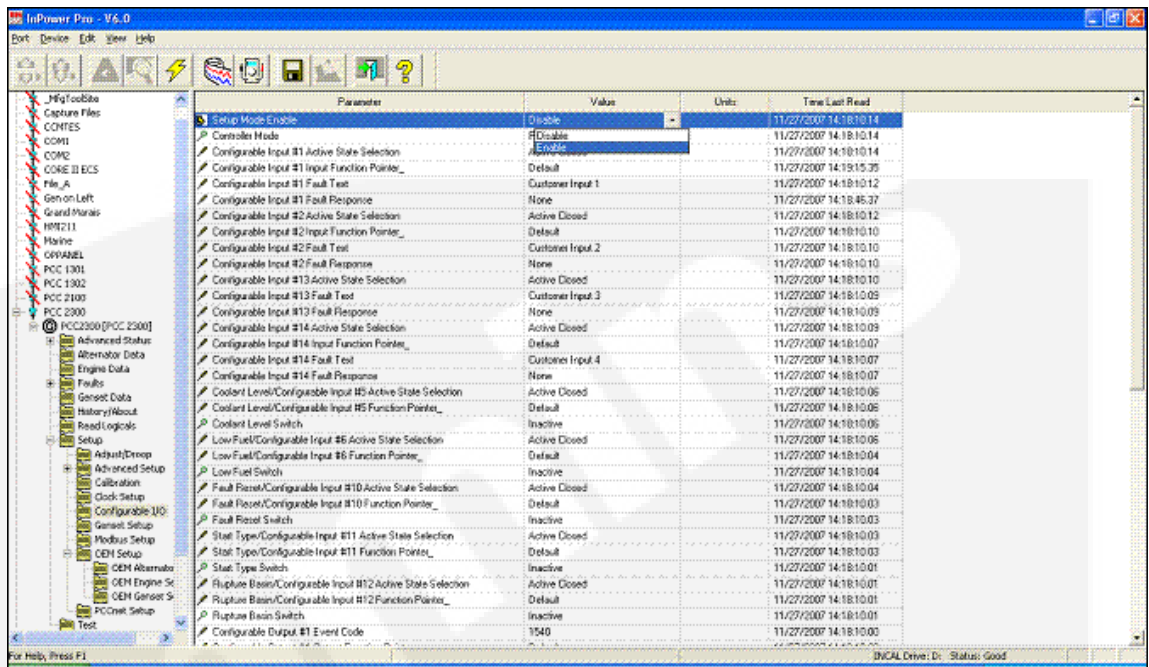 InPower Pro - V6.0
Port Device Edit View Help
_MfgToolSite
Capture Files
CCMTES
COM1
COM2
CORE II ECS
File_A
Gen on Left
Grand Marais
HMI211
Marine
OPPANEL
PCC 1301
PCC 1302
PCC 2100
PCC 2300
PCC2300 [PCC 2300]
Advanced Status
Alternator Data
Engine Data
Faults
Genset Data
History/About
Read Logicals
Setup
Adjust/Droop
Advanced Setup
Calibration
Clock Setup
Configurable I/O
Genset Setup
Modbus Setup
OEM Setup
OEM Alternato
OEM Engine Se
OEM Genset S
PCCnet Setup
Test
Parameter Value Units Time Last Read
Setup Mode Enable Disable 11/27/2007 14:18:10.14
Disable
Enable
Controller Mode 11/27/2007 14:18:10.14
Configurable Input #1 Active State Selection 11/27/2007 14:18:10.14
Configurable Input #1 Input Function Pointer_ Default 11/27/2007 14:19:15.35
Configurable Input #1 Fault Text Customer Input 1 11/27/2007 14:18:10.12
Configurable Input #1 Fault Response None 11/27/2007 14:18:46.37
Configurable Input #2 Active State Selection Active Closed 11/27/2007 14:18:10.12
Configurable Input #2 Input Function Pointer_ Default 11/27/2007 14:18:10.10
Configurable Input #2 Fault Text Customer Input 2 11/27/2007 14:18:10.10
Configurable Input #2 Fault Response None 11/27/2007 14:18:10.10
Configurable Input #13 Active State Selection Active Closed 11/27/2007 14:18:10.10
Configurable Input #13 Fault Text Customer Input 3 11/27/2007 14:18:10.09
Configurable Input #13 Fault Response None 11/27/2007 14:18:10.09
Configurable Input #14 Active State Selection Active Closed 11/27/2007 14:18:10.09
Configurable Input #14 Input Function Pointer_ Default 11/27/2007 14:18:10.07
Configurable Input #14 Fault Text Customer Input 4 11/27/2007 14:18:10.07
Configurable Input #14 Fault Response None 11/27/2007 14:18:10.07
Coolant Level/Configurable Input #5 Active State Selection Active Closed 11/27/2007 14:18:10.06
Coolant Level/Configurable Input #5 Function Pointer_ Default 11/27/2007 14:18:10.06
Coolant Level Switch Inactive 11/27/2007 14:18:10.06
Low Fuel/Configurable Input #6 Active State Selection Active Closed 11/27/2007 14:18:10.06
Low Fuel/Configurable Input #6 Function Pointer_ Default 11/27/2007 14:18:10.04
Low Fuel Switch Inactive 11/27/2007 14:18:10.04
Fault Reset/Configurable Input #10 Active State Selection Active Closed 11/27/2007 14:18:10.04
Fault Reset/Configurable Input #10 Function Pointer_ Default 11/27/2007 14:18:10.03
Fault Reset Switch Inactive 11/27/2007 14:18:10.03
Start Type/Configurable Input #11 Active State Selection Active Closed 11/27/2007 14:18:10.03
Start Type/Configurable Input #11 Function Pointer_ Default 11/27/2007 14:18:10.03
Start Type Switch Inactive 11/27/2007 14:18:10.01
Rupture Basin/Configurable Input #12 Active State Selection Active Closed 11/27/2007 14:18:10.01
Rupture Basin/Configurable Input #12 Function Pointer_ Default 11/27/2007 14:18:10.01
Rupture Basin Switch Inactive 11/27/2007 14:18:10.01
Configurable Output #1 Event Code 1540 11/27/2007 14:18:10.00
For Help, Press F1 INCAL Drive: D: Status: Good